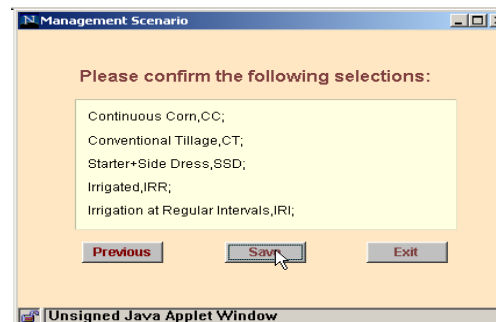 Management Scenario
Please confirm the following selections:
Continuous Corn,CC;
Conventional Tillage,CT;
Starter+Side Dress,SSD;
Irrigated,IRR;
Irrigation at Regular Intervals,IRI;
Previous Save Exit
Unsigned Java Applet Window